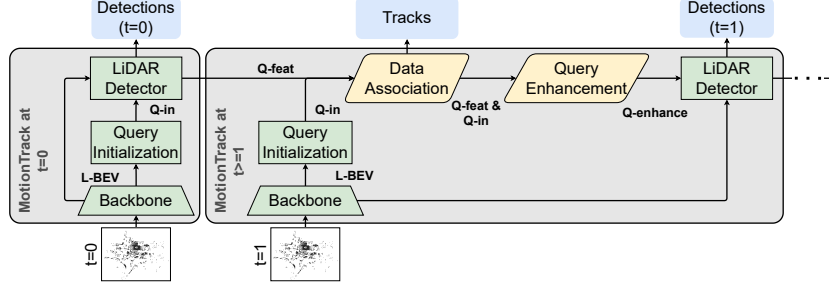 Detections
(t=0)
Tracks
Detections
(t=1)
MotionTrack at
t=0
LiDAR
Detector
Q-in
Query
Initialization
L-BEV
Backbone
t=0
MotionTrack at
t>=1
Q-feat
Q-in
Query
Initialization
L-BEV
Backbone
t=1
Data
Association
Q-feat &
Q-in
Query
Enhancement
Q-enhance
LiDAR
Detector